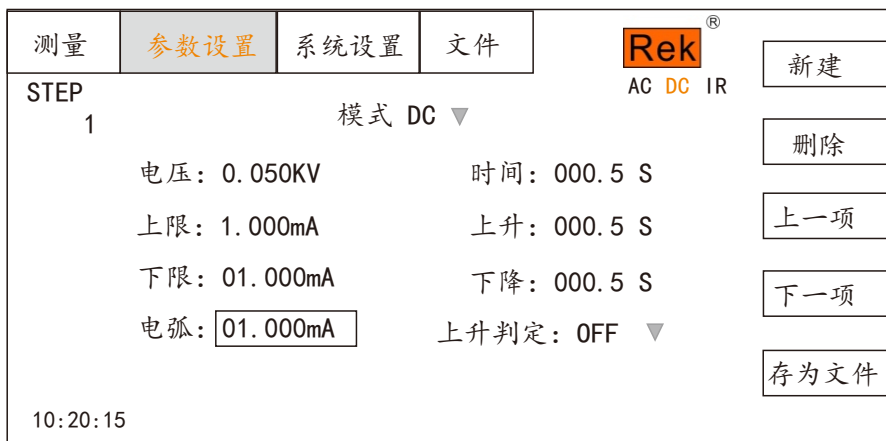 测量 参数设置 系统设置 文件 Rek®
AC DC IR
STEP
1
模式 DC ▼
电压: 0.050KV 时间: 000.5 S
上限: 1.000mA 上升: 000.5 S
下限: 01.000mA 下降: 000.5 S
电弧: 01.000mA 上升判定: OFF ▼
10:20:15
新建
删除
上一项
下一项
存为文件